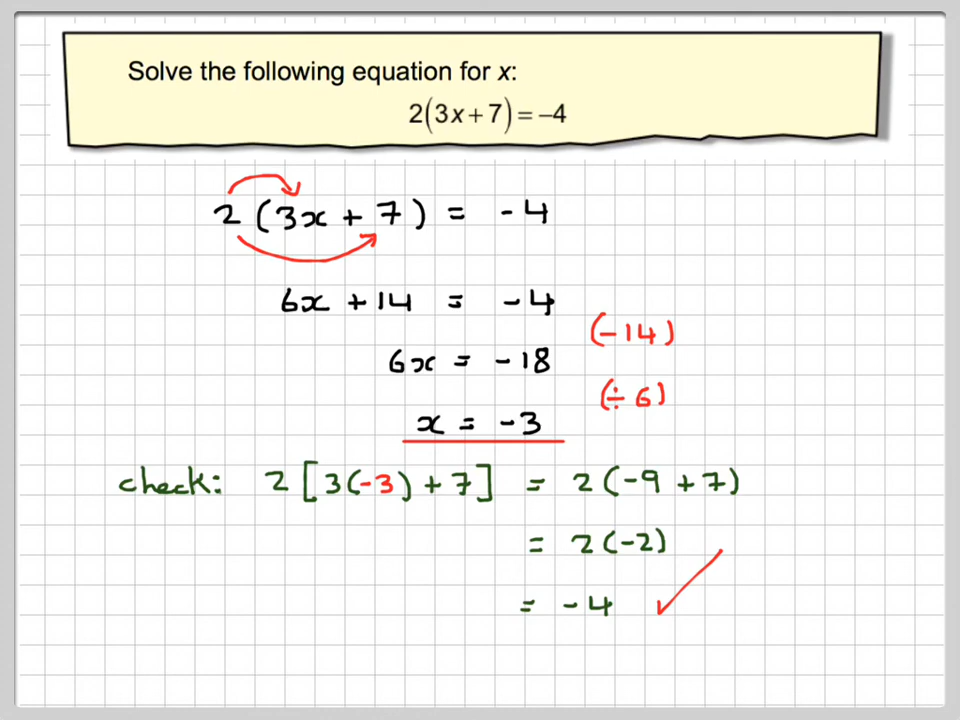 Solve the following equation for x:
2(3x+7)=–4
2(3x+7) = -4
6x+14 = -4
(-14)
6x = -18
(÷6)
x = -3
check: 2[3(-3)+7] = 2(-9+7)
= 2(-2)
= -4 ✓